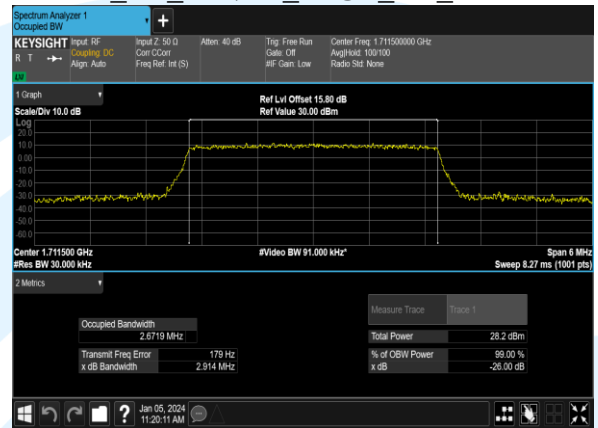 Spectrum Analyzer 1
Occupied BW
+
KEYSIGHT Input: RF Input Z: 50 Ω Atten: 40 dB Trig: Free Run Center Freq: 1.711500000 GHz
R T Coupling: DC Corr CCorr Gate: Off Avg|Hold: 100/100
Align: Auto Freq Ref: Int (S) #IF Gain: Low Radio Std: None
LV
1 Graph
Ref Lvl Offset 15.80 dB
Scale/Div 10.0 dB Ref Value 30.00 dBm
Log
20.0
10.0
0.00
-10.0
-20.0
-30.0
-40.0
-50.0
-60.0
Center 1.711500 GHz #Video BW 91.000 kHz* Span 6 MHz
#Res BW 30.000 kHz Sweep 8.27 ms (1001 pts)
2 Metrics
Measure Trace Trace 1
Occupied Bandwidth
2.6719 MHz Total Power 28.2 dBm
Transmit Freq Error 179 Hz % of OBW Power 99.00 %
x dB Bandwidth 2.914 MHz x dB -26.00 dB
? Jan 05, 2024
11:20:11 AM